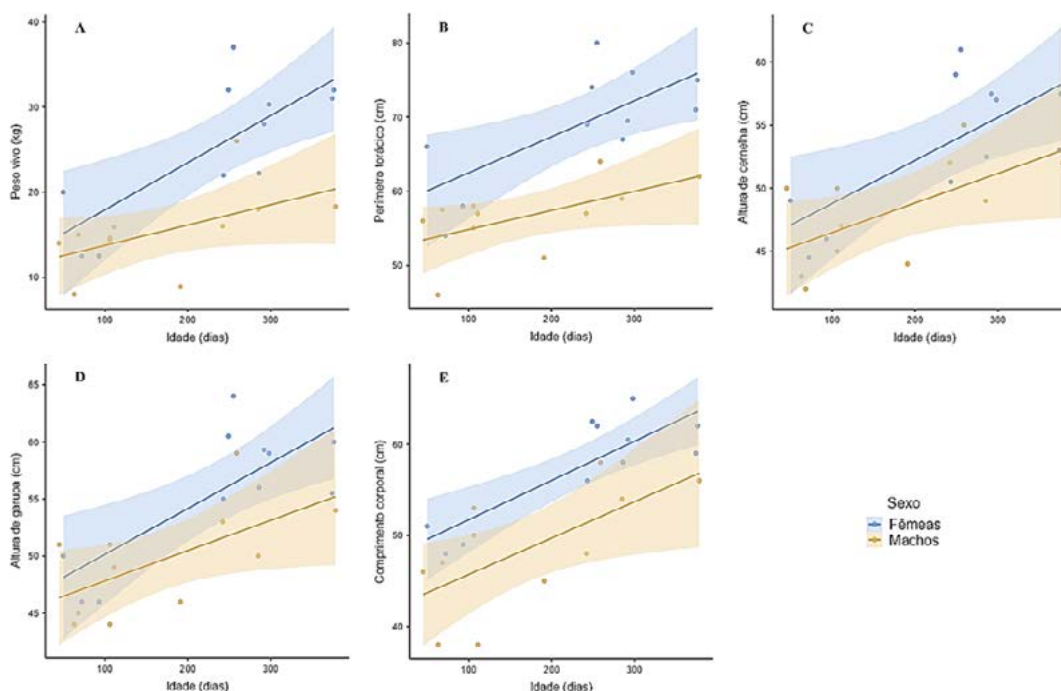 A
Peso vivo (kg)
40
30
20
10
100
200
300
Idade (dias)
B
Perímetro torácico (cm)
80
70
60
50
100
200
300
Idade (dias)
C
Altura de cernelha (cm)
60
55
50
45
100
200
300
Idade (dias)
D
Altura de garupa (cm)
65
60
55
50
45
100
200
300
Idade (dias)
E
Comprimento corporal (cm)
60
50
40
100
200
300
Idade (dias)
Sexo
Fêmeas
Machos